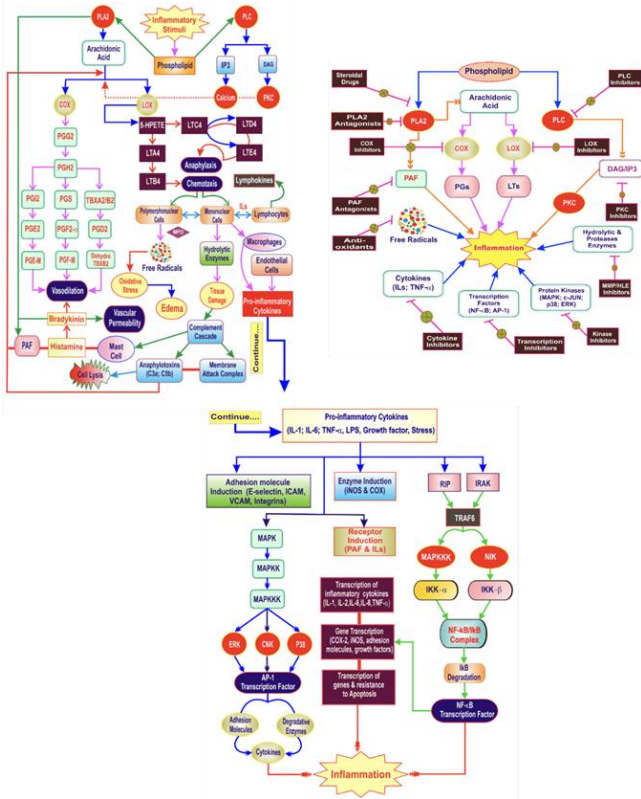 PLA2
Inflammatory
Stimuli
PLC
Arachidonic
Acid
Phospholipid
IP3
DAG
COX
LOX
Calcium
PKC
PGG2
5-HPETE
LTC4
LTD4
PGH2
LTA4
LTE4
Anaphylaxis
LTB4
Chemotaxis
Lymphokines
PGI2
PGS
TBXA2/B2
Polymorphonuclear
Cells
Mononuclear
Cells
ILs
Lymphocytes
PGE2
PGF2-α
PGD2
MPO
Macrophages
Free Radicals
Hydrolytic
Enzymes
PGE-M
PGF-M
Dehydro
TBXB2
Endothelial
Cells
Oxidative
Stress
Edema
Tissue
Damage
Vasodilation
Pro-inflammatory
Cytokines
Bradykinin
Vascular
Permeability
Complement
Cascade
PAF
Histamine
Mast
Cell
Continue....
Cell Lysis
Anaphylotoxins
(C3a; C5b)
Membrane
Attack Complex
Phospholipid
Steroidal
Drugs
PLC
Inhibitors
Arachidonic
Acid
PLA2
Antagonists
PLA2
PLC
COX
Inhibitors
COX
LOX
LOX
Inhibitors
PAF
PGs
LTs
DAG/IP3
PAF
Antagonists
PKC
PKC
Inhibitors
Anti-
oxidants
Free Radicals
Inflammation
Hydrolytic &
Proteases
Enzymes
Cytokines
(ILs; TNF-α)
Transcription
Factors
(NF-κB; AP-1)
Protein Kinases
(MAPK; c-JUN;
p38; ERK)
MMP/HLE
Inhibitors
Cytokine
Inhibitors
Transcription
Inhibitors
Kinase
Inhibitors
Continue....
Pro-inflammatory Cytokines
(IL-1; IL-6; TNF-α, LPS, Growth factor, Stress)
Adhesion molecule
Induction (E-selectin, ICAM,
VCAM, Integrins)
Enzyme Induction
(iNOS & COX)
RIP
IRAK
TRAF6
MAPK
Receptor
Induction
(PAF & ILs)
MAPKK
MAPKKK
NIK
MAPKKK
Transcription of
inflammatory cytokines
(IL-1, IL-2,IL-6,IL-8,TNF-α)
IKK-α
IKK-β
ERK
CNK
P38
Gene Transcription
(COX-2, iNOS, adhesion
molecules, growth factors)
NF-kB/IkB
Complex
AP-1
Transcription Factor
Transcription of
genes & resistance
to Apoptosis
IkB
Degradation
Adhesion
Molecules
Degradative
Enzymes
NF-κB
Transcription Factor
Cytokines
Inflammation